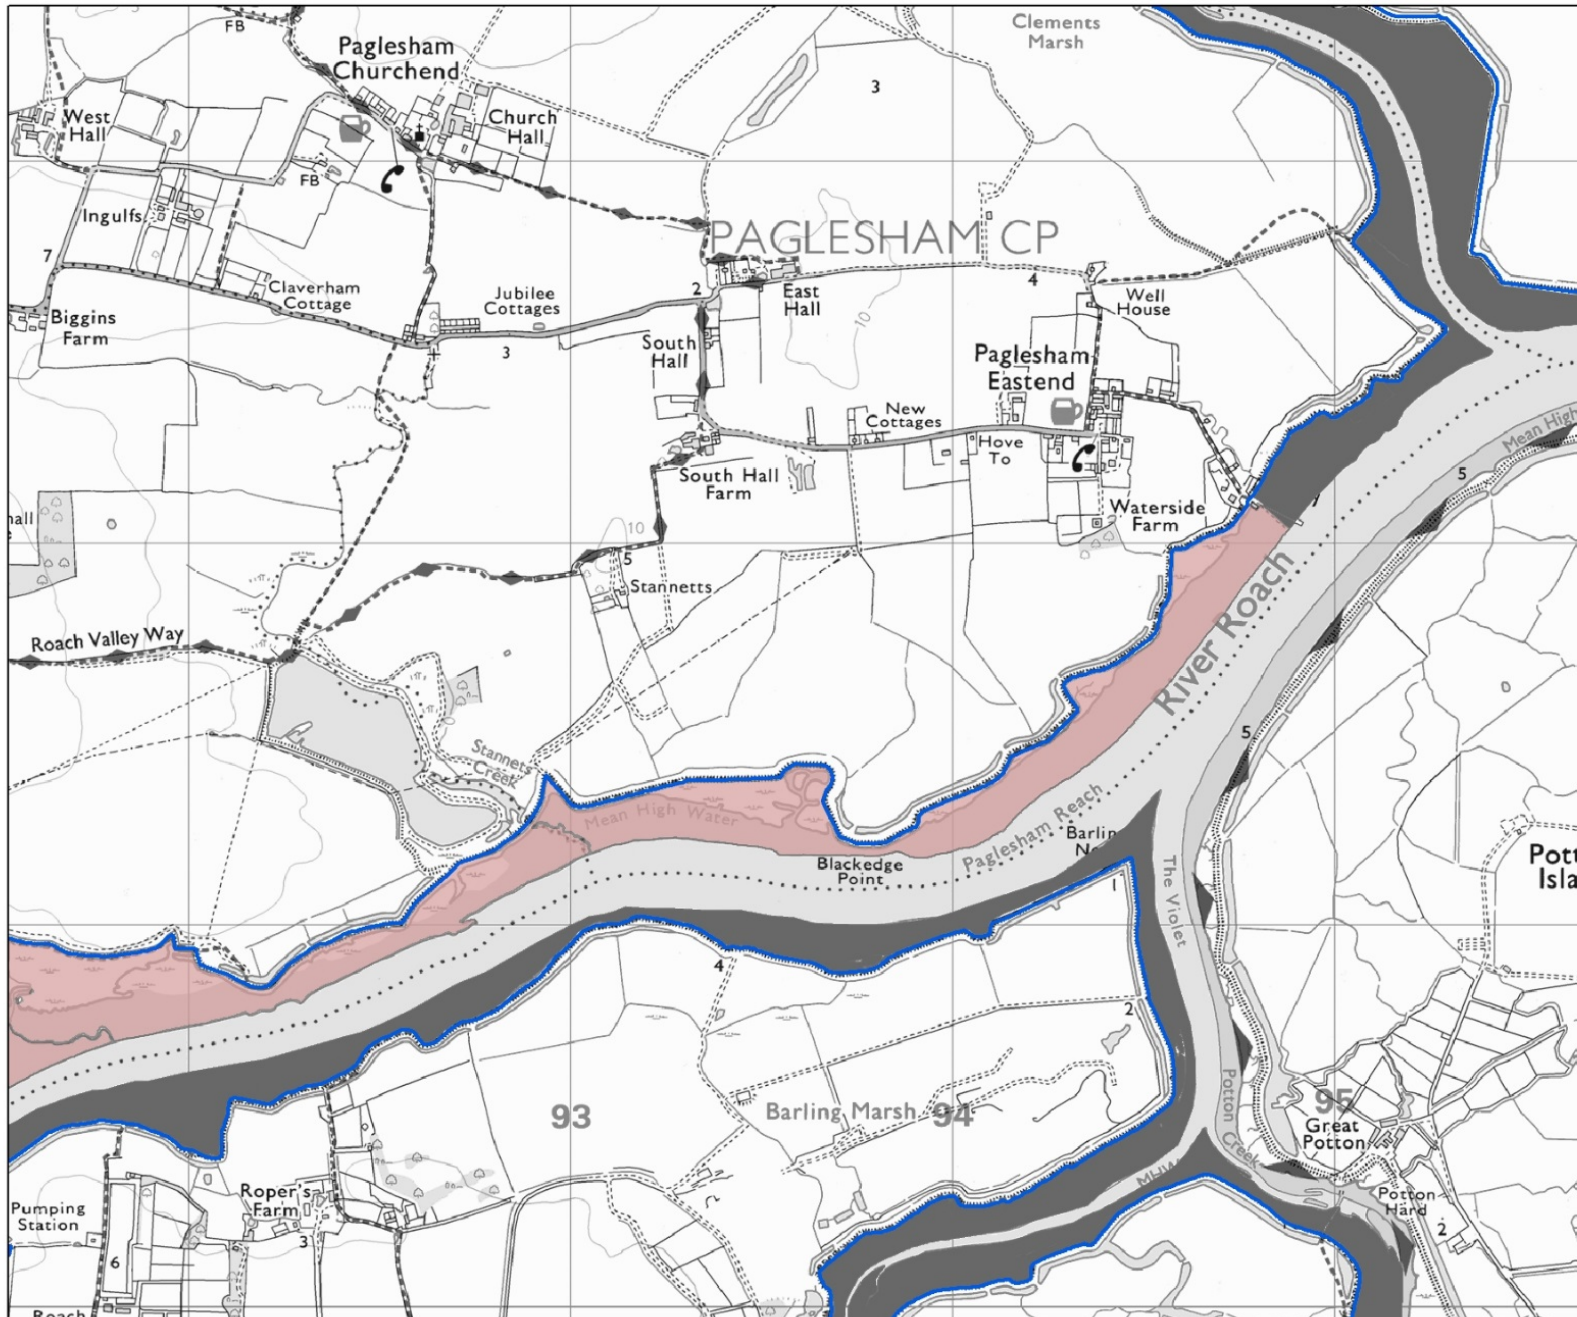 FB
Clements
Marsh
Paglesham
Churchend
3
West
Hall
Church
Hall
FB
Ingulfs
PAGLESHAM CP
7
Claverham
Cottage
Jubilee
Cottages
2
East
Hall
4
Well
House
Biggins
Farm
3
South
Hall
10
Paglesham
Eastend
New
Cottages
Hove
To
Mean High
5
South Hall
Farm
Waterside
Farm
10
5
Stannetts
River Roach
Roach Valley Way
5
Stannets
Creek
Mean High Water
Paglesham Reach
Blackedge
Point
1
The Violet
4
2
93
Barling Marsh
94
95
Great
Potton
Potton Creek
MHW
Pumping
Station
Roper's
Farm
3
6
Potton
Hard
2
Roach